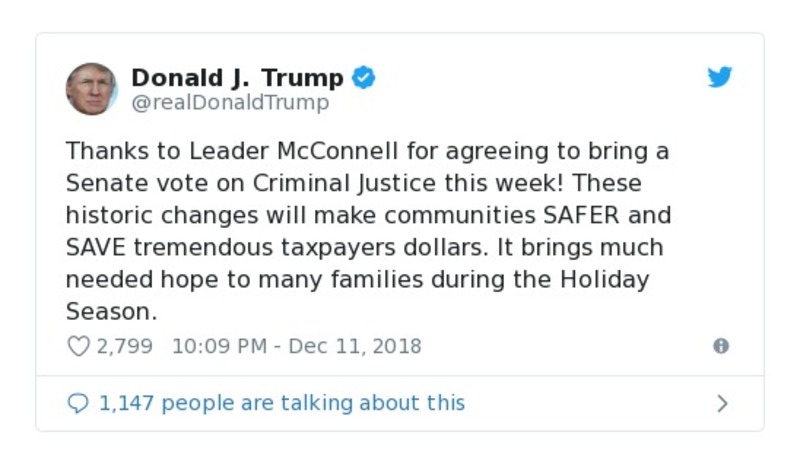 Donald J. Trump
@realDonaldTrump
Thanks to Leader McConnell for agreeing to bring a
Senate vote on Criminal Justice this week! These
historic changes will make communities SAFER and
SAVE tremendous taxpayers dollars. It brings much
needed hope to many families during the Holiday
Season.
2,799 10:09 PM - Dec 11, 2018
1,147 people are talking about this